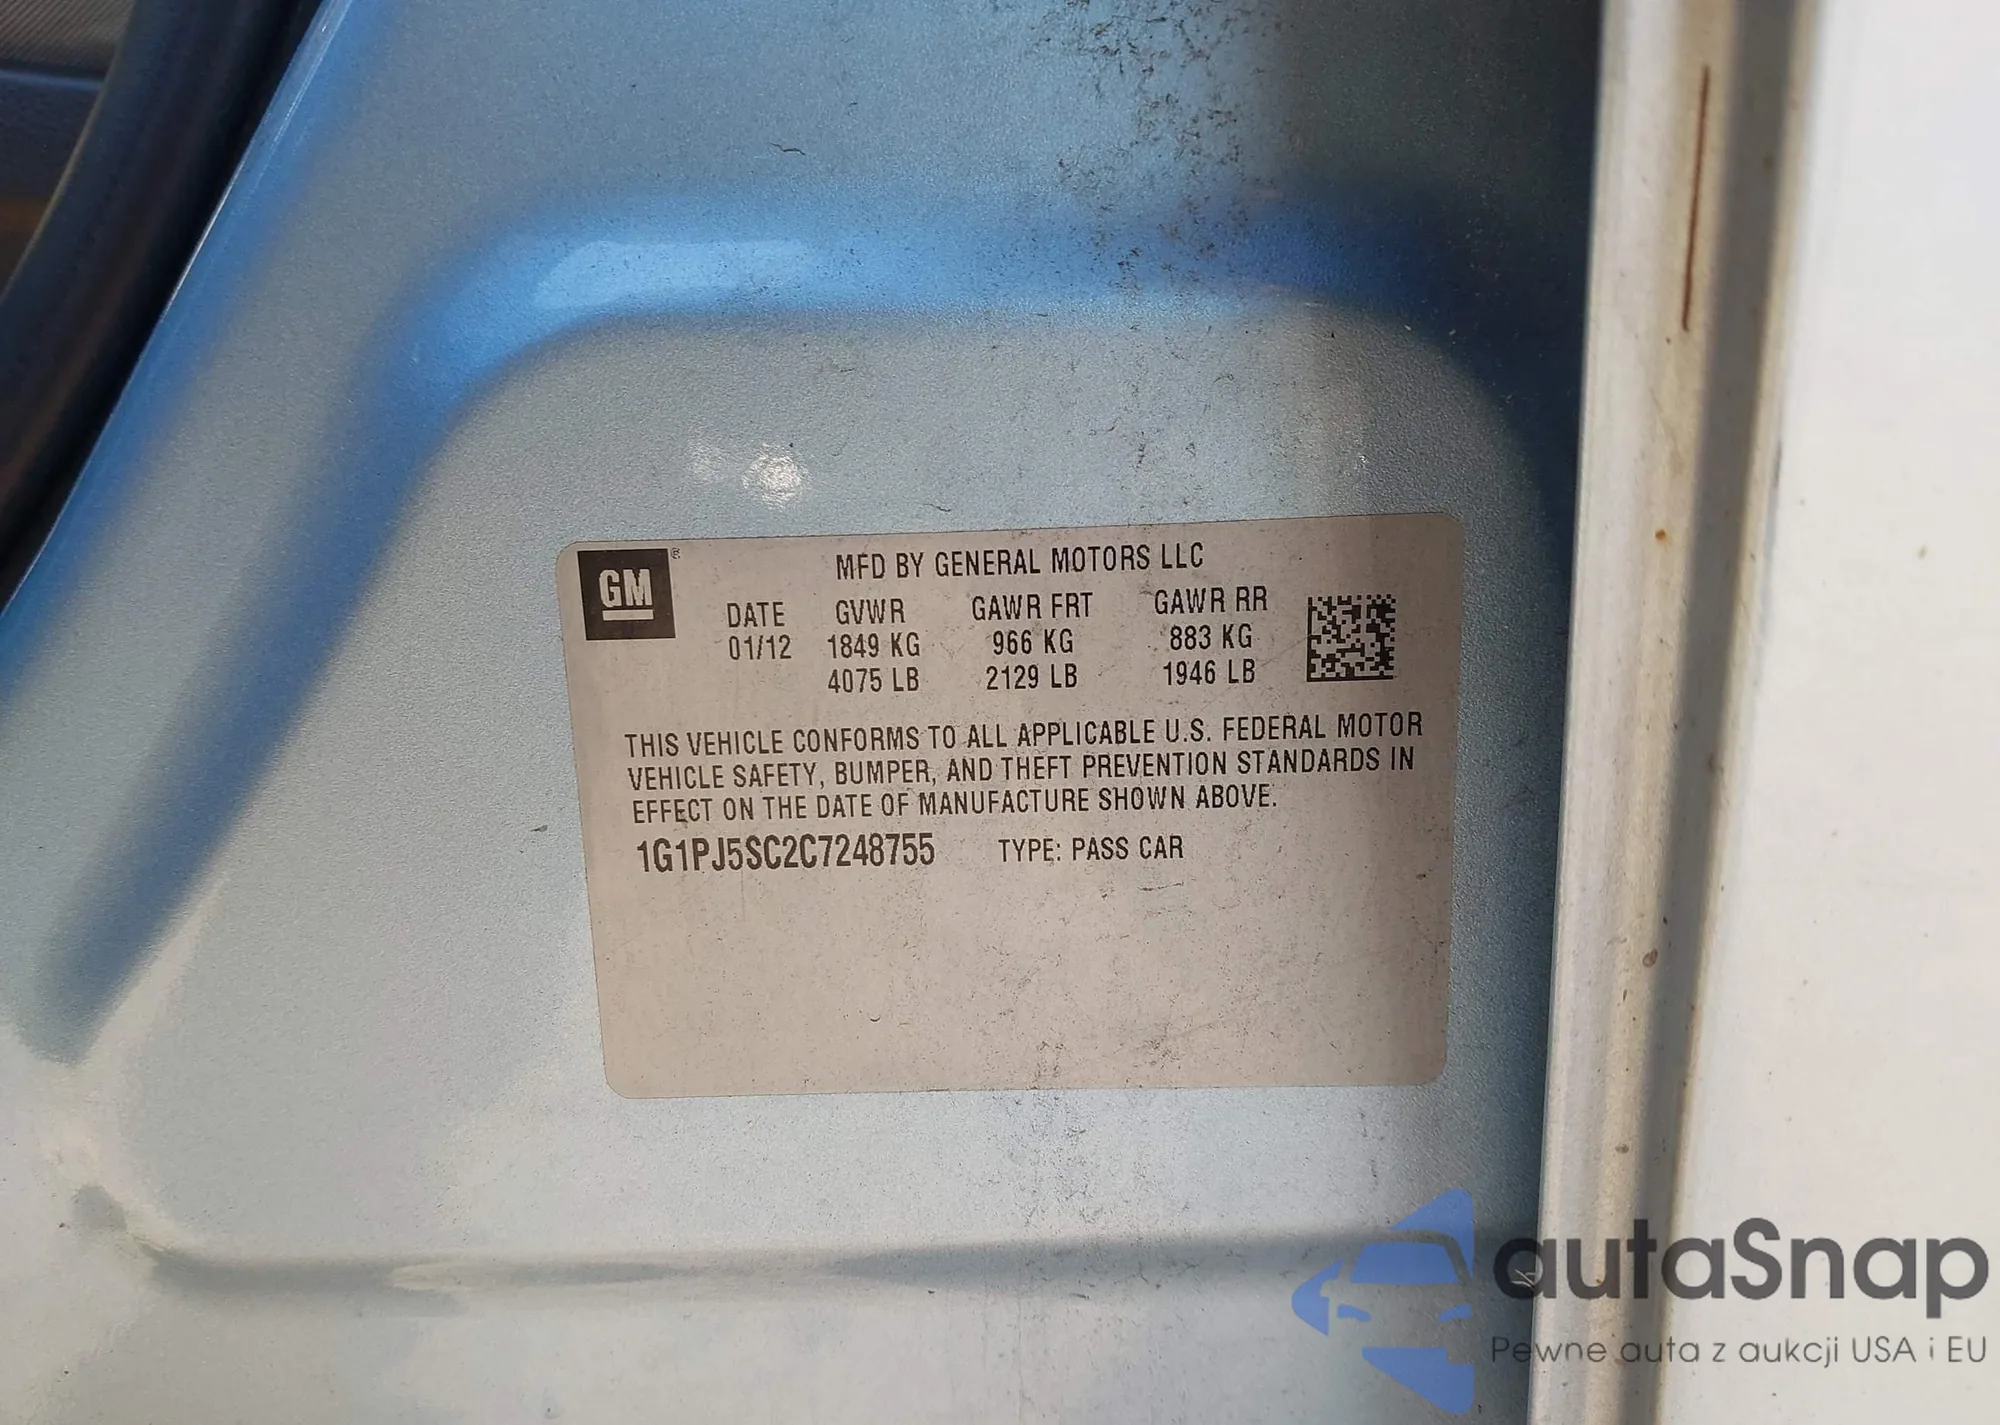 GM ®
MFD BY GENERAL MOTORS LLC
DATE GVWR GAWR FRT GAWR RR
01/12 1849 KG 966 KG 883 KG
4075 LB 2129 LB 1946 LB
THIS VEHICLE CONFORMS TO ALL APPLICABLE U.S. FEDERAL MOTOR
VEHICLE SAFETY, BUMPER, AND THEFT PREVENTION STANDARDS IN
EFFECT ON THE DATE OF MANUFACTURE SHOWN ABOVE.
1G1PJ5SC2C7248755 TYPE: PASS CAR
autaSnap
Pewne auta z aukcji USA i EU